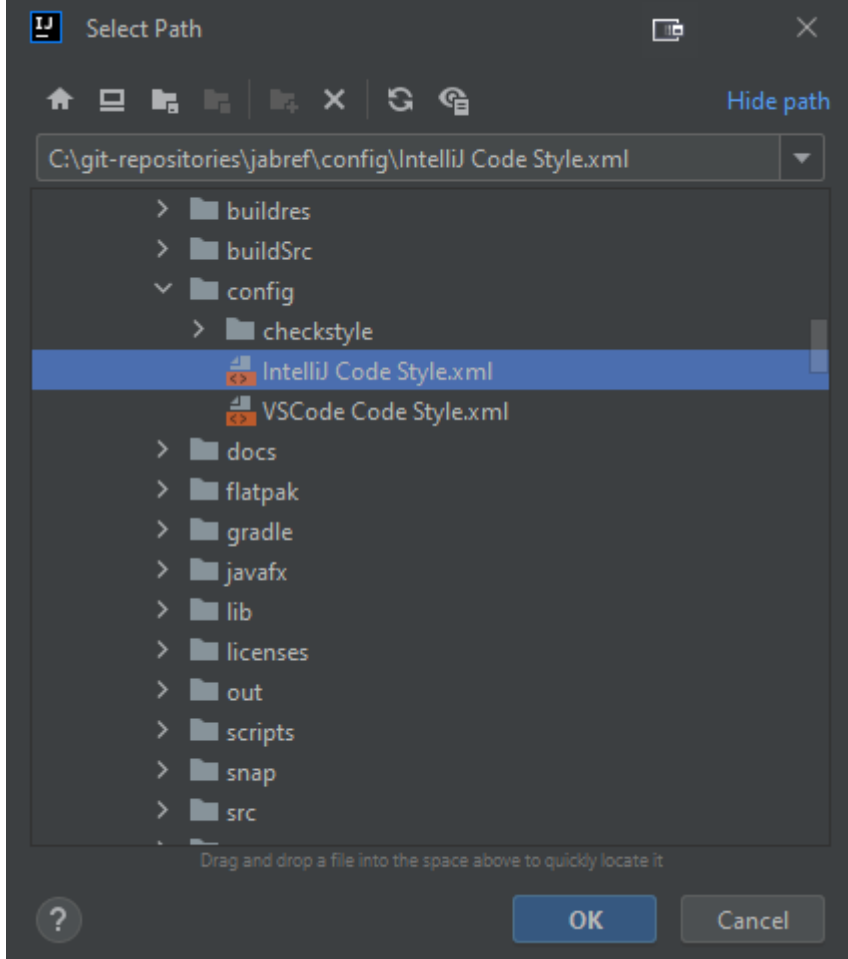 IJ
Select Path
Hide path
C:\git-repositories\jabref\config\IntelliJ Code Style.xml
buildres
buildSrc
config
checkstyle
IntelliJ Code Style.xml
VSCode Code Style.xml
docs
flatpak
gradle
javafx
lib
licenses
out
scripts
snap
src
Drag and drop a file into the space above to quickly locate it
?
OK
Cancel